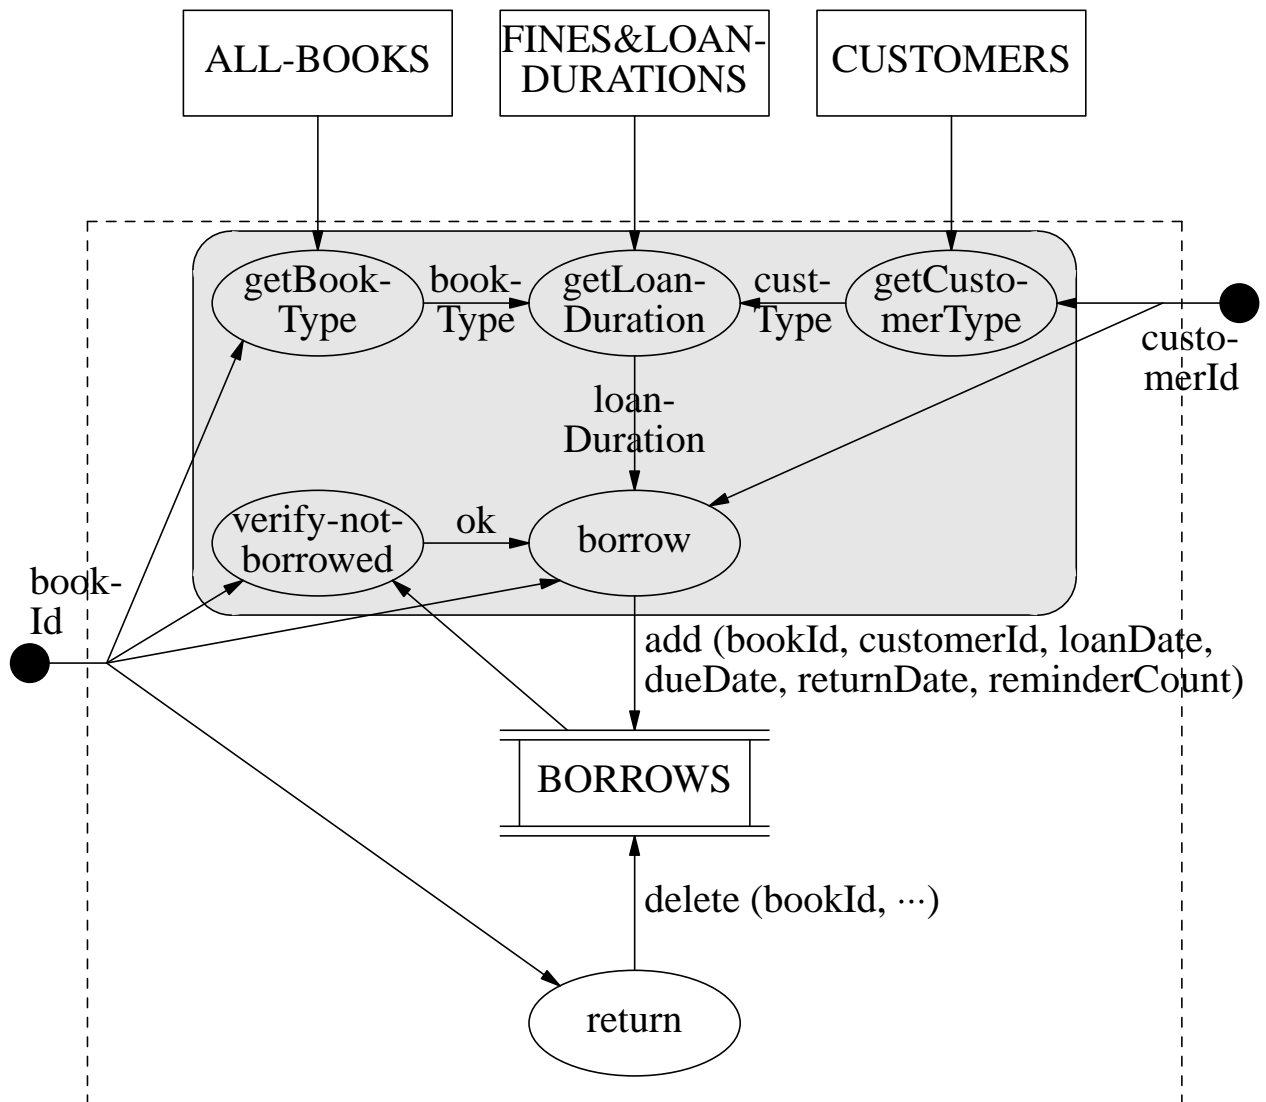 ALL-BOOKS
FINES&LOAN-
DURATIONS
CUSTOMERS
getBook-
Type
book-
Type
getLoan-
Duration
cust-
Type
getCusto-
merType
custo-
merId
loan-
Duration
verify-not-
borrowed
ok
borrow
book-
Id
add (bookId, customerId, loanDate,
dueDate, returnDate, reminderCount)
BORROWS
delete (bookId, ···)
return